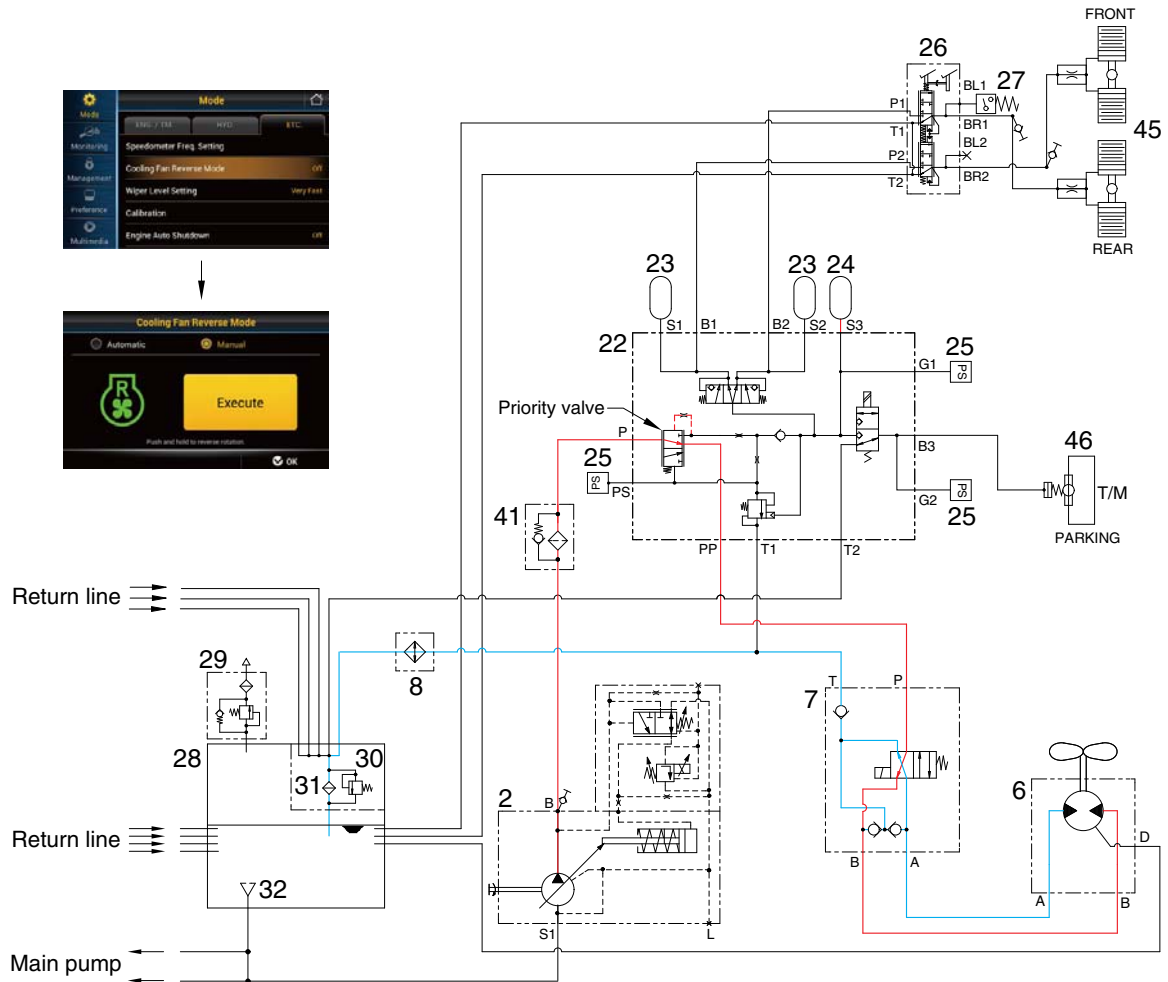 Mode
Mode
ENG. / TM
HYD.
ETC.
Monitoring
Speedometer Freq. Setting
Management
Cooling Fan Reverse Mode
Off
Wiper Level Setting
Very Fast
Preference
Calibration
Multimedia
Engine Auto Shutdown
Off
Cooling Fan Reverse Mode
Automatic
Manual
R
Execute
Push and hold to reverse rotation.
OK
FRONT
26
BL1
27
P1
T1
BR1
BL2
P2
BR2
T2
45
REAR
23
23
24
S1
B1
B2
S2
S3
22
G1
25
PS
Priority valve
P
25
PS
PS
B3
G2
25
PS
46
T/M
PARKING
41
PP
T1
T2
Return line
8
29
28
30
31
Return line
32
Main pump
2
B
S1
L
7
T
P
B
A
6
D
A
B